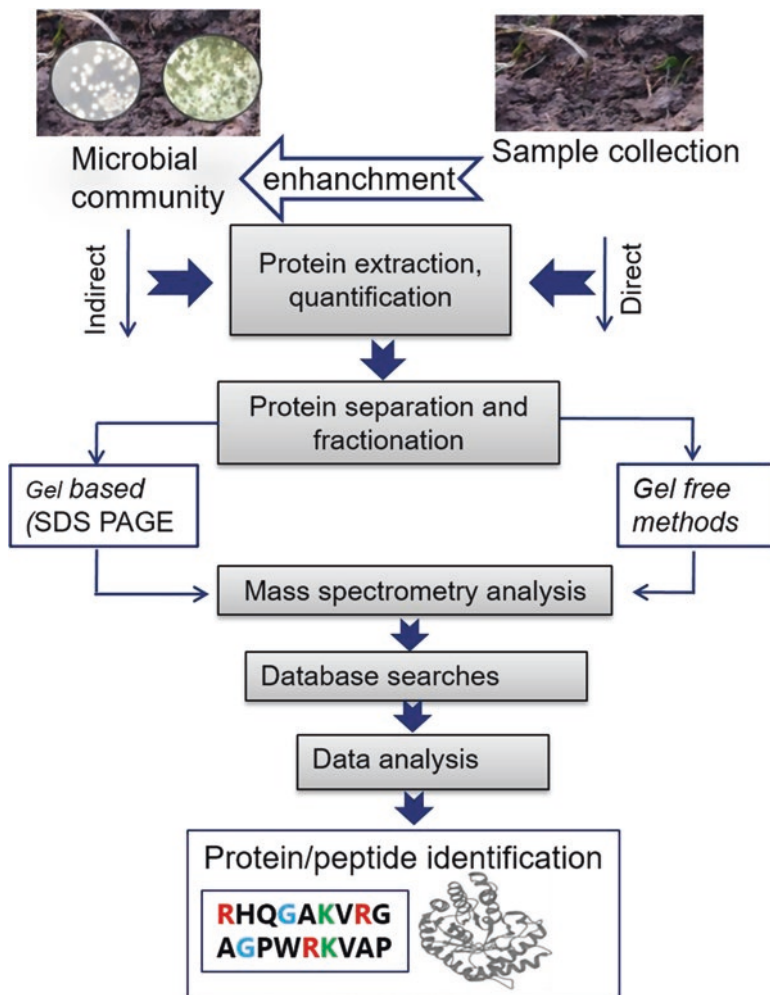 Microbial
community
enhanchment
Sample collection
Indirect
Protein extraction,
quantification
Direct
Protein separation and
fractionation
Gel based
(SDS PAGE
Gel free
methods
Mass spectrometry analysis
Database searches
Data analysis
Protein/peptide identification
RHQGAKVRG
AGPWRKVAP